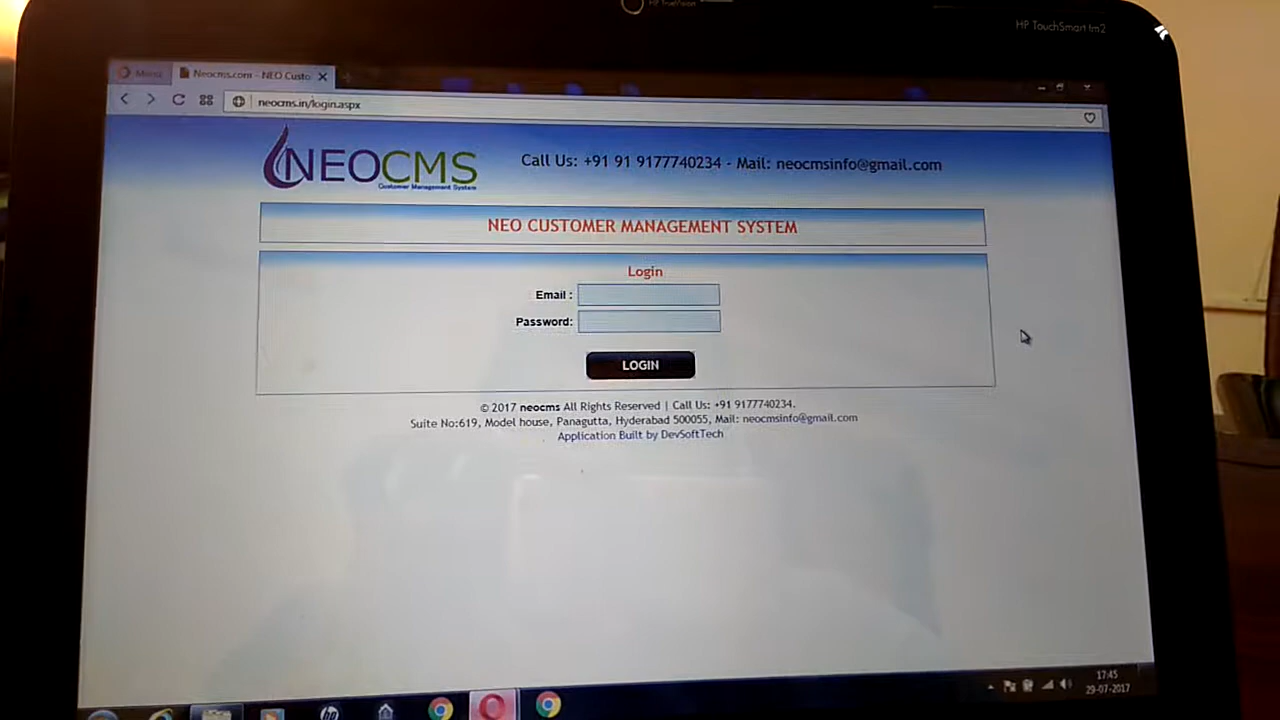 HP TrueVision
HP TouchSmart tm2
Menu
Neocms.com - NEO Custo
neocms.in/login.aspx
NEOCMS
Customer Management System
Call Us: +91 91 9177740234 - Mail: neocmsinfo@gmail.com
NEO CUSTOMER MANAGEMENT SYSTEM
Login
Email :
Password:
LOGIN
© 2017 neocms All Rights Reserved | Call Us: +91 9177740234.
Suite No:619, Model house, Panagutta, Hyderabad 500055, Mail: neocmsinfo@gmail.com
Application Built by DevSoftTech
17:45
29-07-2017